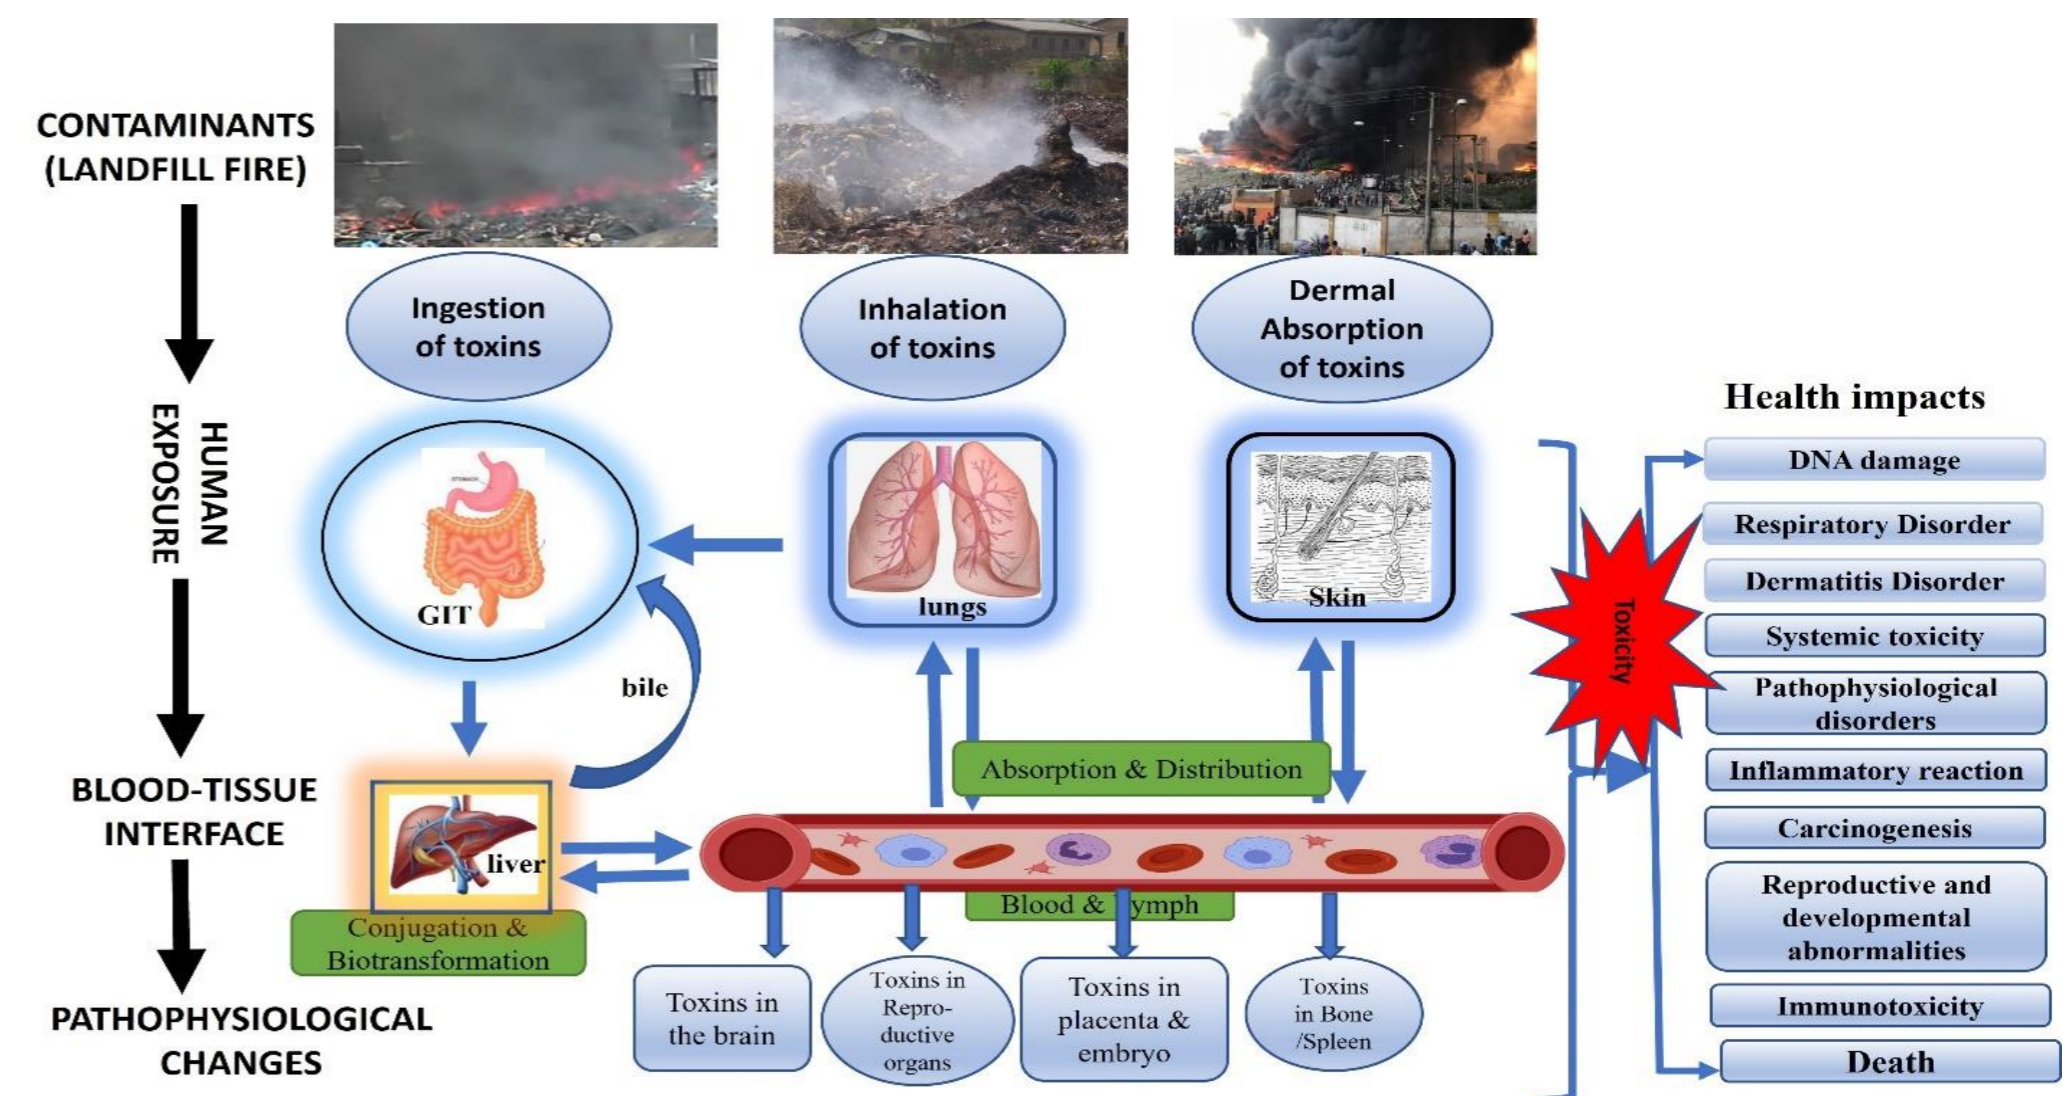 CONTAMINANTS
(LANDFILL FIRE)
HUMAN
EXPOSURE
BLOOD-TISSUE
INTERFACE
PATHOPHYSIOLOGICAL
CHANGES
Ingestion
of toxins
Inhalation
of toxins
Dermal
Absorption
of toxins
STOMACH
GIT
lungs
Skin
bile
liver
Conjugation &
Biotransformation
Absorption & Distribution
Blood & Lymph
Toxins in
the brain
Toxins in
Repro-
ductive
organs
Toxins in
placenta &
embryo
Toxins
in Bone
/Spleen
Toxicity
Health impacts
DNA damage
Respiratory Disorder
Dermatitis Disorder
Systemic toxicity
Pathophysiological
disorders
Inflammatory reaction
Carcinogenesis
Reproductive and
developmental
abnormalities
Immunotoxicity
Death